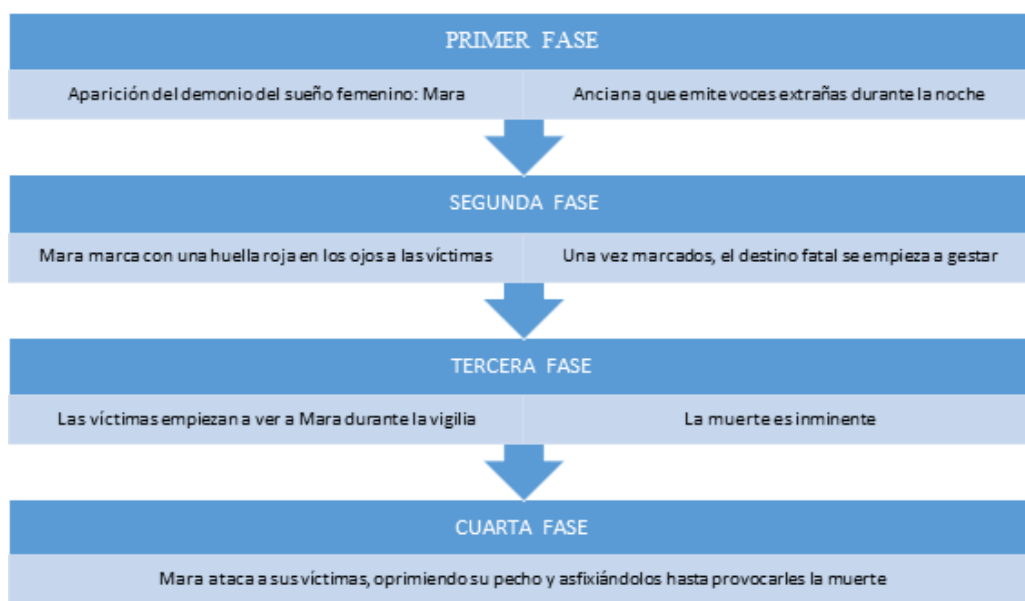 PRIMER FASE
Aparición del demonio del sueño femenino: Mara
Anciana que emite voces extrañas durante la noche
SEGUNDA FASE
Mara marca con una huella roja en los ojos a las víctimas
Una vez marcados, el destino fatal se empieza a gestar
TERCERA FASE
Las víctimas empiezan a ver a Mara durante la vigilia
La muerte es inminente
CUARTA FASE
Mara ataca a sus víctimas, oprimiendo su pecho y asfixiándolos hasta provocarles la muerte